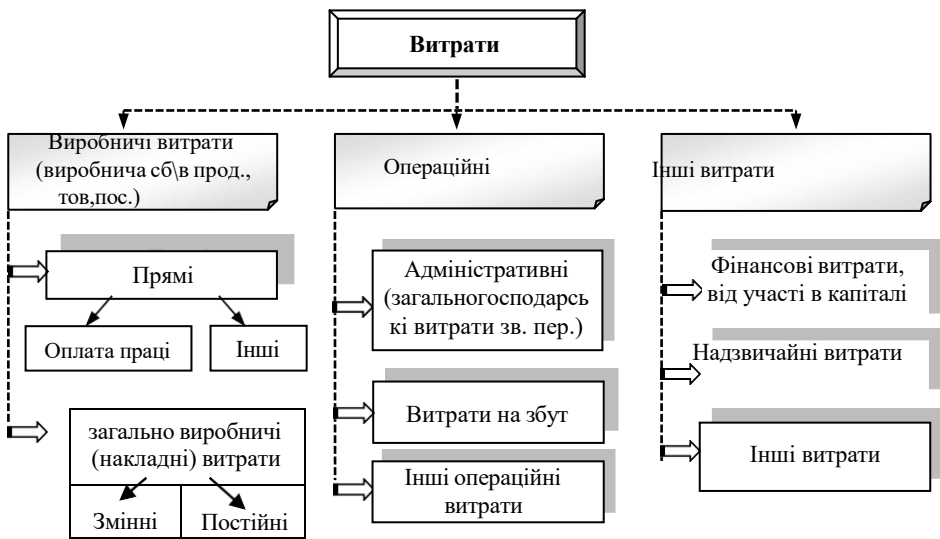 Витрати
Виробничі витрати
(виробнича сб\в прод.,
тов,пос.)
Операційні
Інші витрати
Прямі
Оплата праці
Інші
загально виробничі
(накладні) витрати
Змінні
Постійні
Адміністративні
(загальногосподарсь
кі витрати зв. пер.)
Витрати на збут
Інші операційні
витрати
Фінансові витрати,
від участі в капіталі
Надзвичайні витрати
Інші витрати